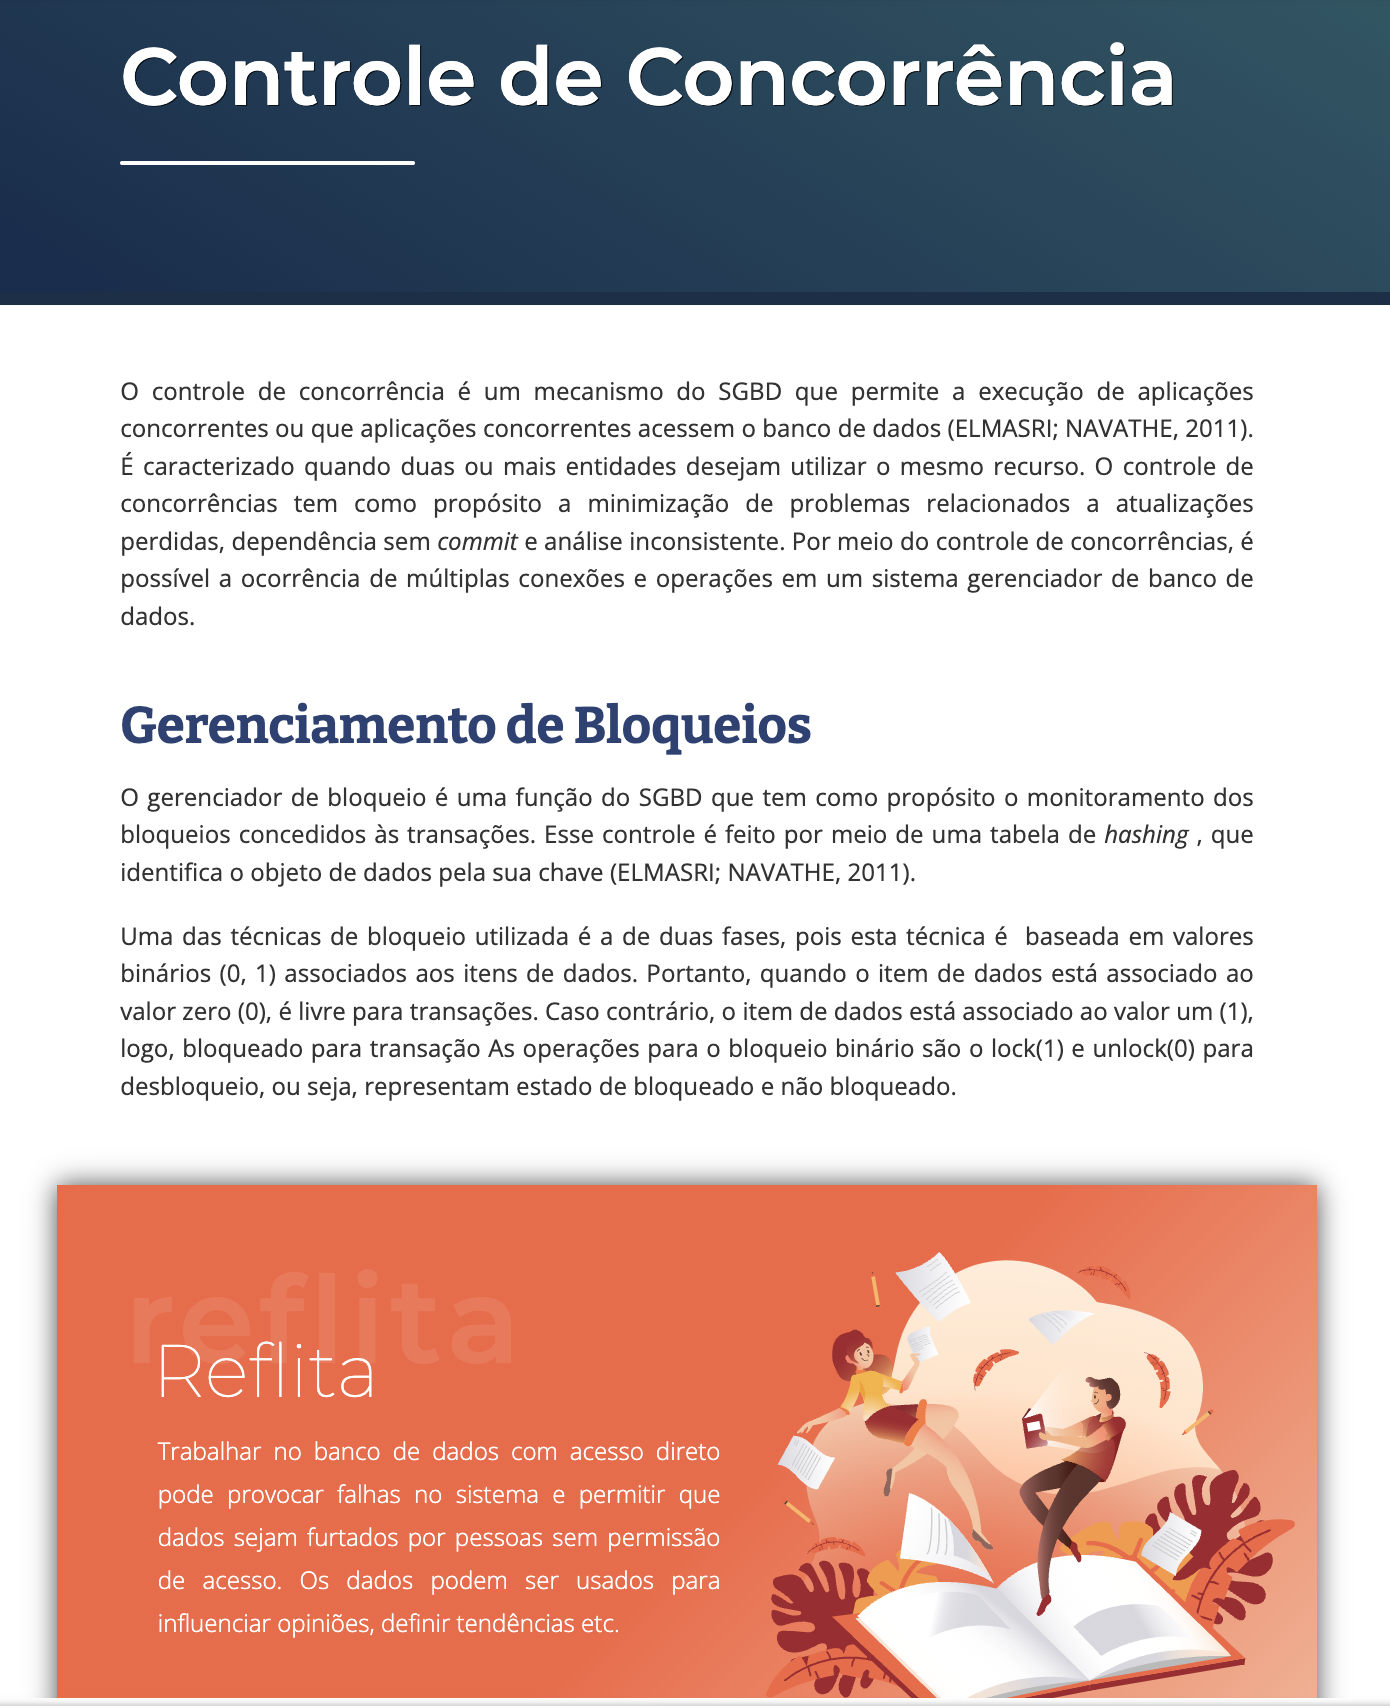 Controle de Concorrência
O controle de concorrência é um mecanismo do SGBD que permite a execução de aplicações
concorrentes ou que aplicações concorrentes acessem o banco de dados (ELMASRI; NAVATHE, 2011).
É caracterizado quando duas ou mais entidades desejam utilizar o mesmo recurso. O controle de
concorrências tem como propósito a minimização de problemas relacionados a atualizações
perdidas, dependência sem commit e análise inconsistente. Por meio do controle de concorrências, é
possível a ocorrência de múltiplas conexões e operações em um sistema gerenciador de banco de
dados.
Gerenciamento de Bloqueios
O gerenciador de bloqueio é uma função do SGBD que tem como propósito o monitoramento dos
bloqueios concedidos às transações. Esse controle é feito por meio de uma tabela de hashing , que
identifica o objeto de dados pela sua chave (ELMASRI; NAVATHE, 2011).
Uma das técnicas de bloqueio utilizada é a de duas fases, pois esta técnica é  baseada em valores
binários (0, 1) associados aos itens de dados. Portanto, quando o item de dados está associado ao
valor zero (0), é livre para transações. Caso contrário, o item de dados está associado ao valor um (1),
logo, bloqueado para transação As operações para o bloqueio binário são o lock(1) e unlock(0) para
desbloqueio, ou seja, representam estado de bloqueado e não bloqueado.
reflita
Reflita
Trabalhar no banco de dados com acesso direto
pode provocar falhas no sistema e permitir que
dados sejam furtados por pessoas sem permissão
de acesso. Os dados podem ser usados para
influenciar opiniões, definir tendências etc.